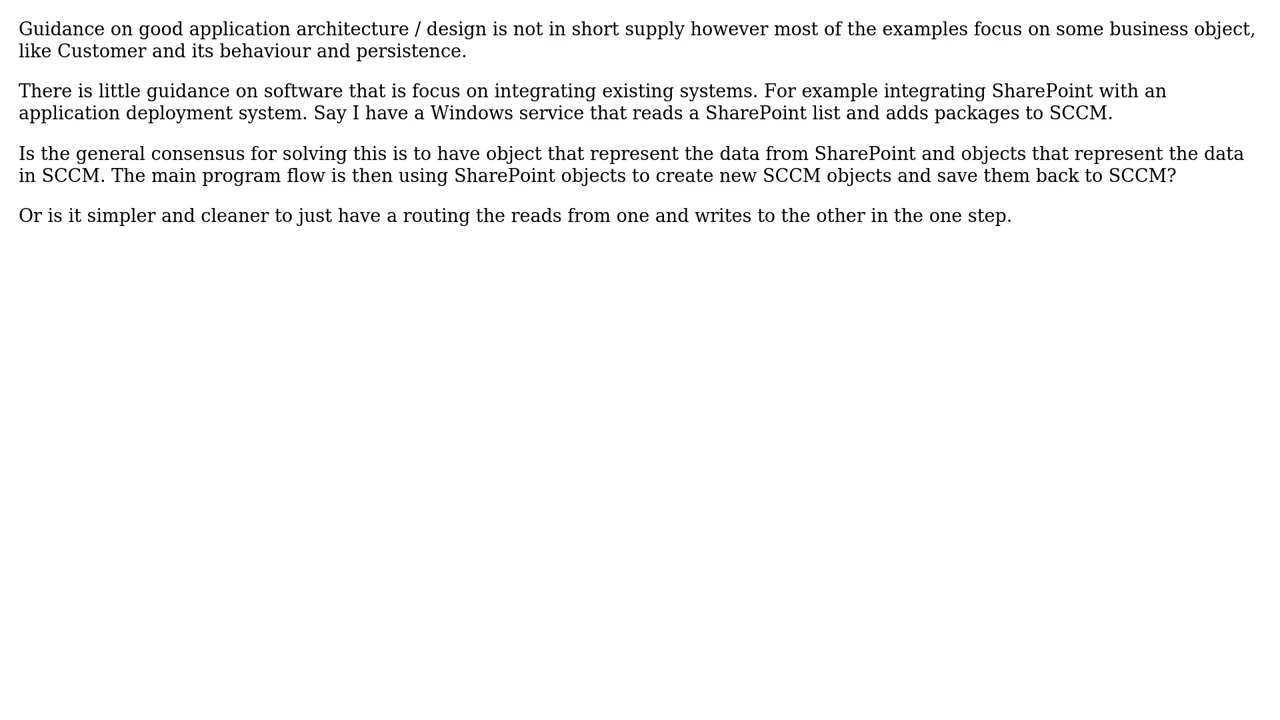 Guidance on good application architecture / design is not in short supply however most of the examples focus on some business object,
like Customer and its behaviour and persistence.
There is little guidance on software that is focus on integrating existing systems. For example integrating SharePoint with an
application deployment system. Say I have a Windows service that reads a SharePoint list and adds packages to SCCM.
Is the general consensus for solving this is to have object that represent the data from SharePoint and objects that represent the data
in SCCM. The main program flow is then using SharePoint objects to create new SCCM objects and save them back to SCCM?
Or is it simpler and cleaner to just have a routing the reads from one and writes to the other in the one step.